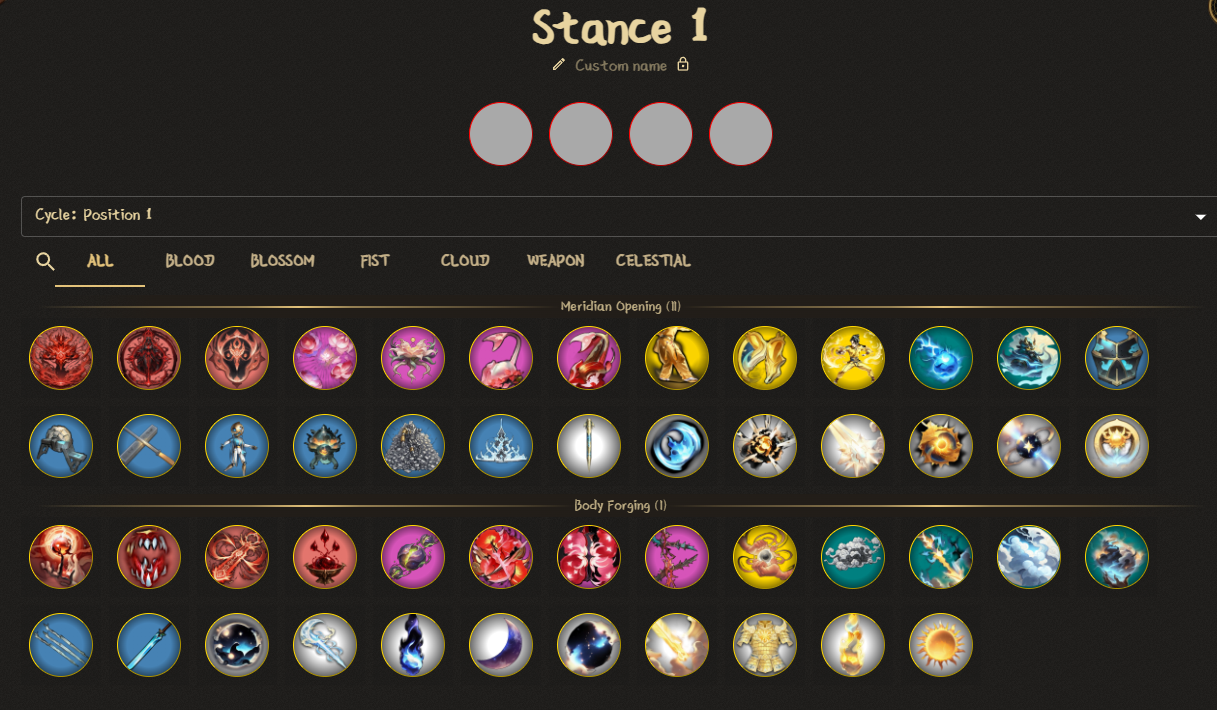 Stance 1
Custom name
Cycle: Position 1
ALL BLOOD BLOSSOM FIST CLOUD WEAPON CELESTIAL
Meridian Opening (II)
Body Forging (I)